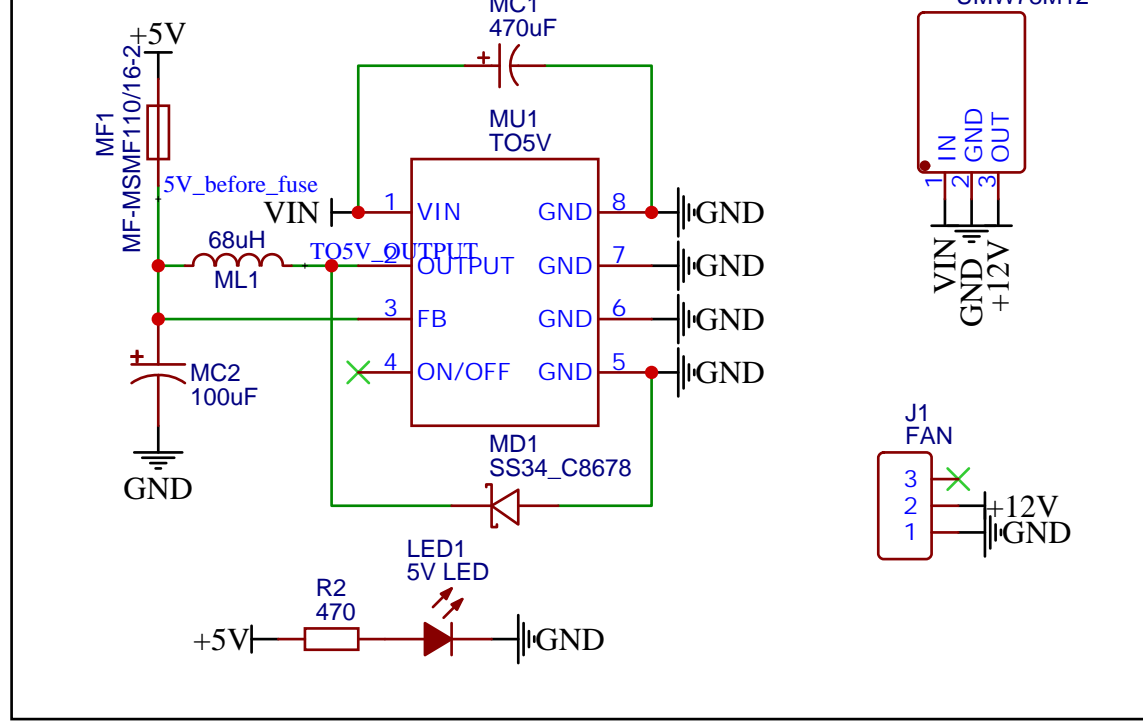 MC1
470uF
+5V
MF1
MF-MSMF110/16-2
5V_before_fuse
68uH
ML1
TO5V_OUTPUT
VIN
MU1
TO5V
1
VIN
2
OUTPUT
3
FB
4
ON/OFF
GND
8
GND
GND
7
GND
GND
6
GND
GND
5
GND
MC2
100uF
GND
MD1
SS34_C8678
LED1
5V LED
R2
470
+5V
GND
IN
GND
OUT
1
2
3
VIN
GND
+12V
J1
FAN
3
2
+12V
1
GND